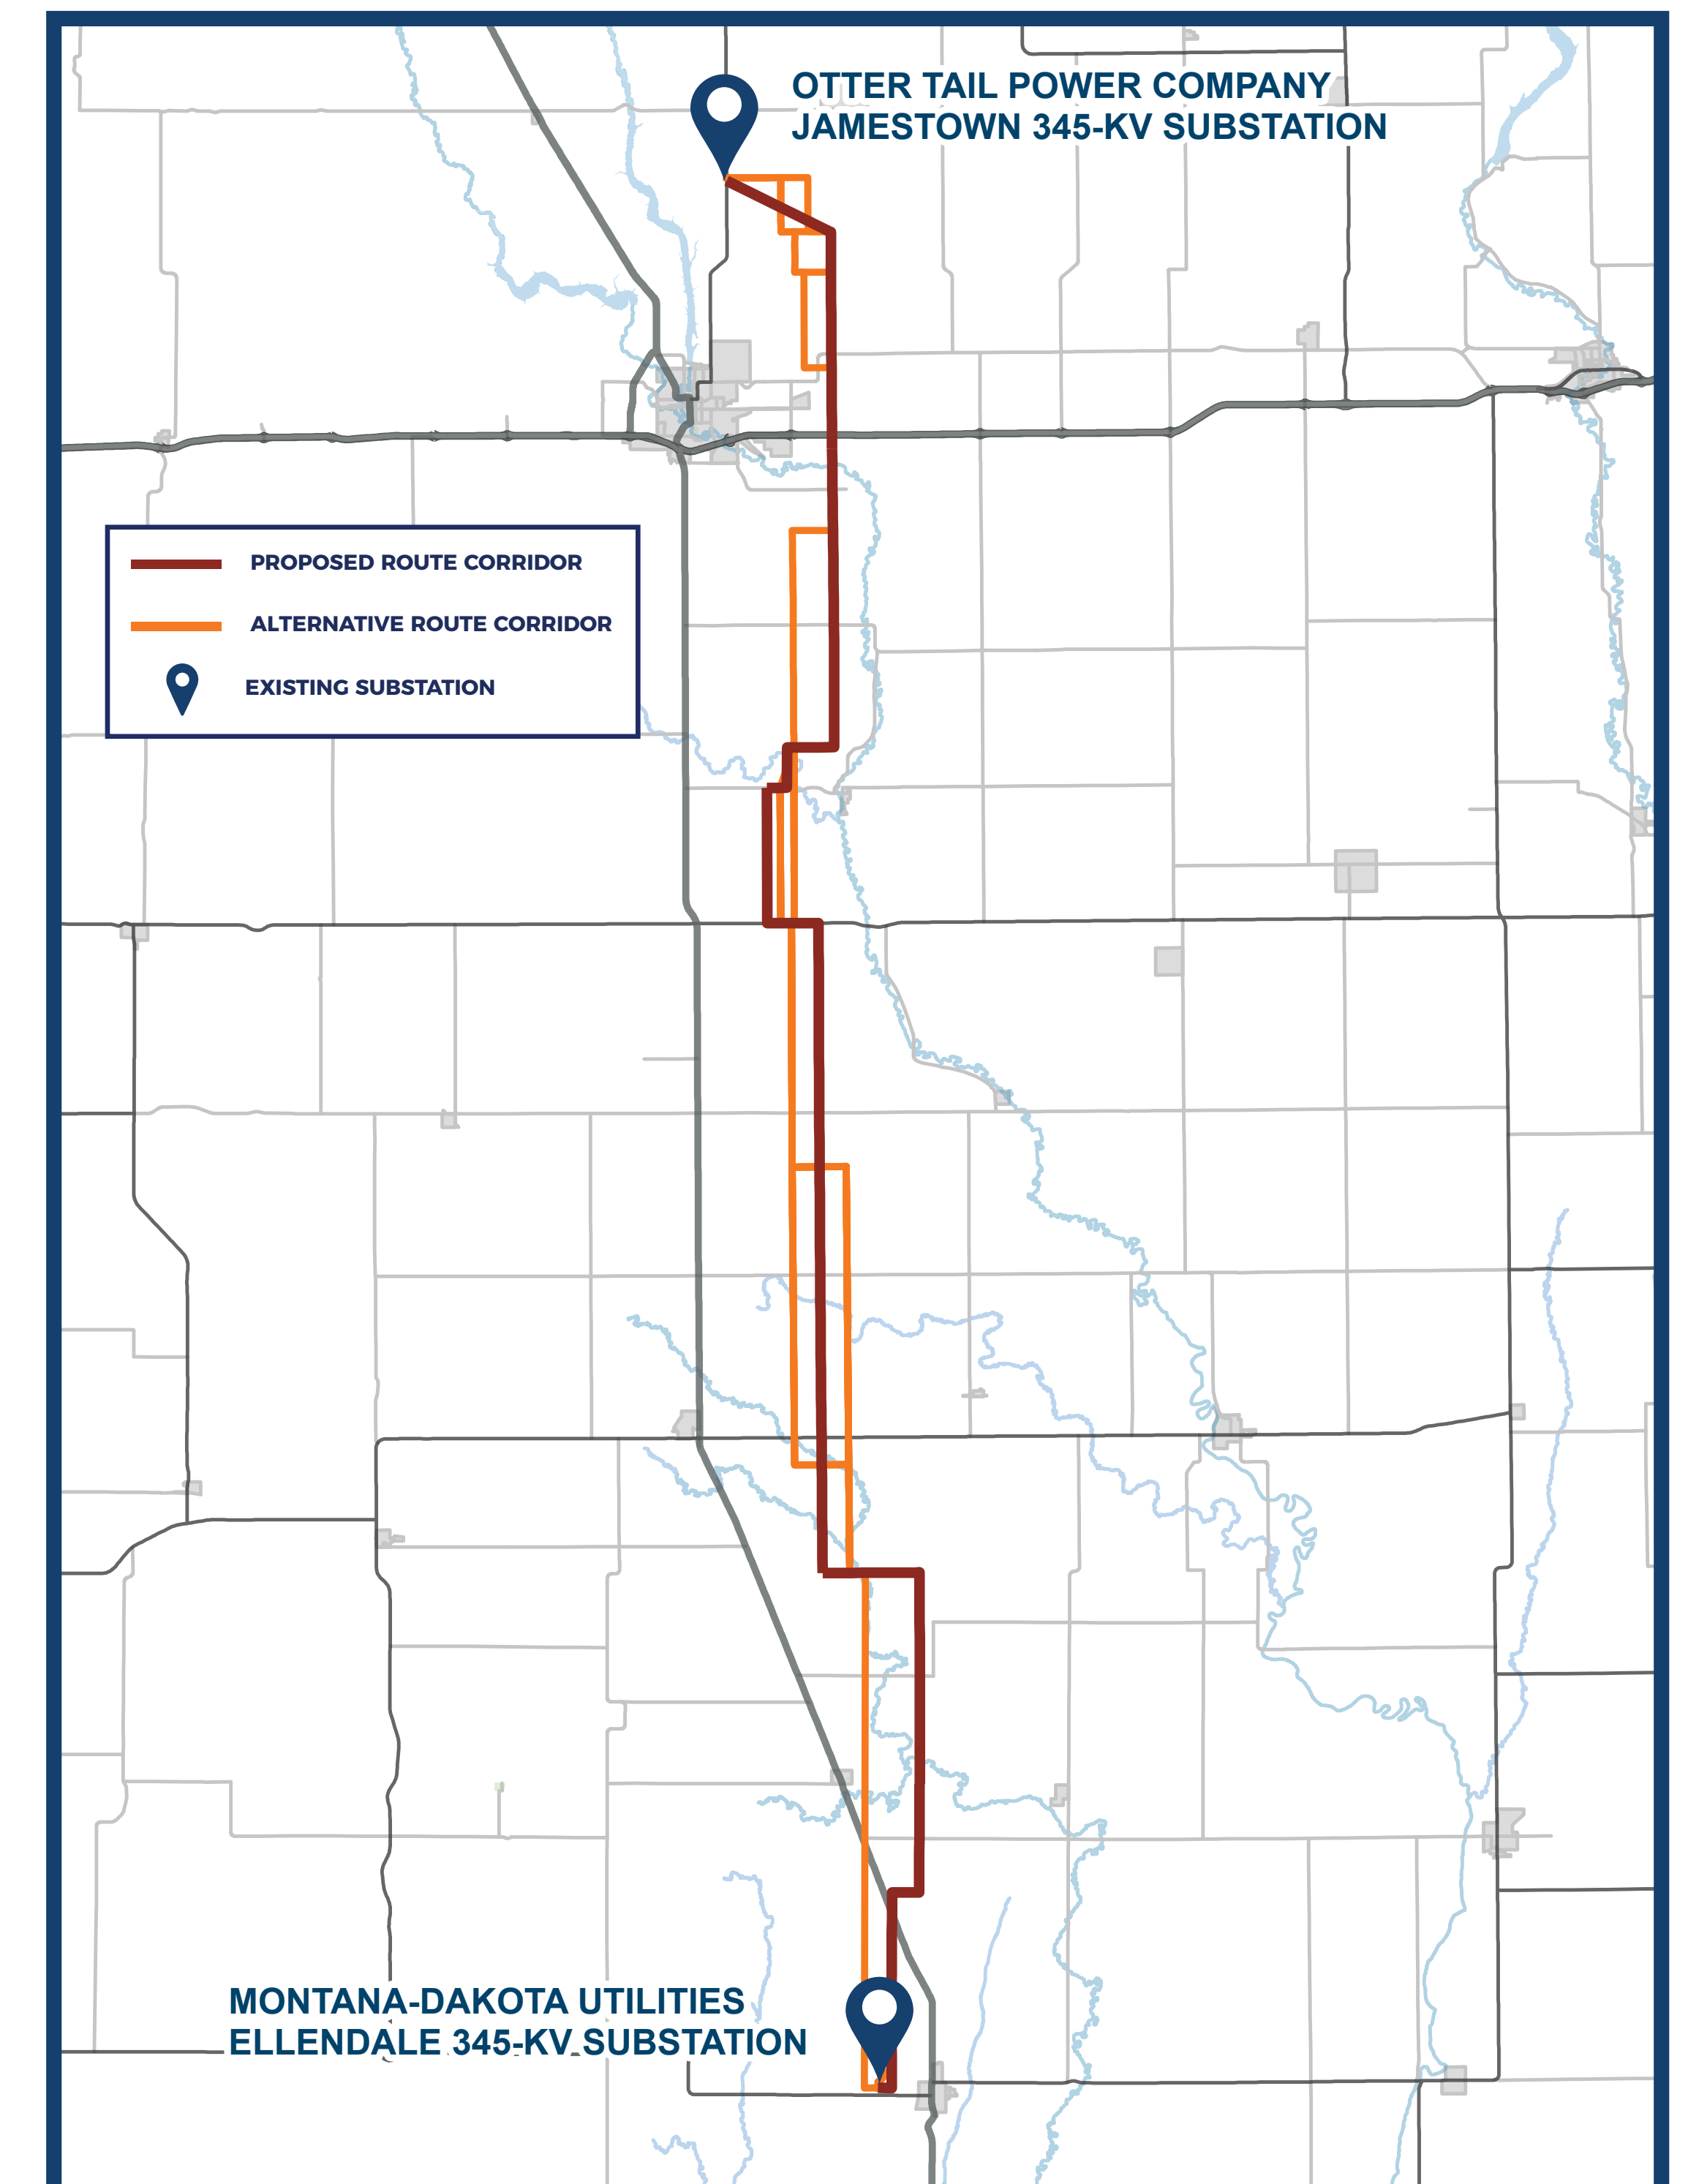 OTTER TAIL POWER COMPANY
JAMESTOWN 345-KV SUBSTATION
PROPOSED ROUTE CORRIDOR
ALTERNATIVE ROUTE CORRIDOR
EXISTING SUBSTATION
MONTANA-DAKOTA UTILITIES
ELLENDALE 345-KV SUBSTATION